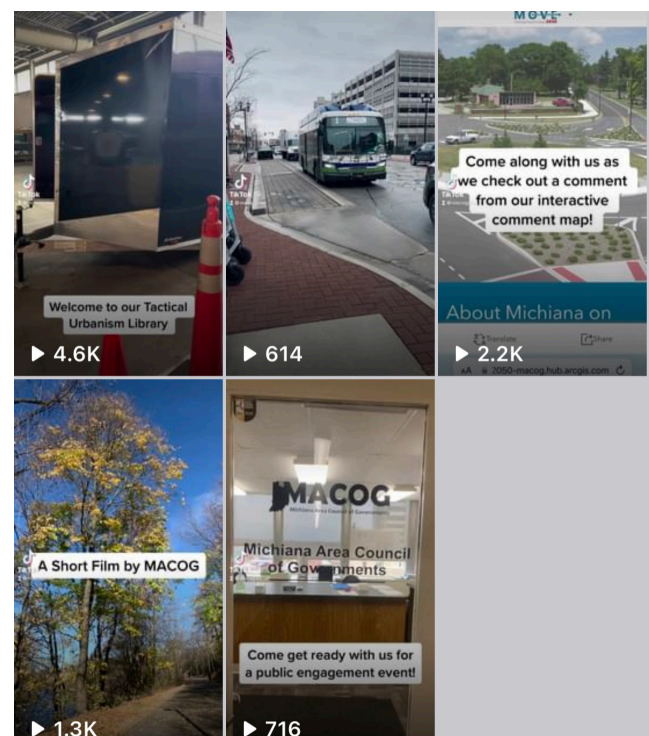 Welcome to our Tactical
Urbanism Library
4.6K
TikTok
614
MOVE
Come along with us as
we check out a comment
from our interactive
comment map!
About Michiana on
Translate
Share
AA
2050-macog.hub.arcgis.com
2.2K
A Short Film by MACOG
1.3K
MACOG
Michiana Area Council of Governments
Michiana Area Council
of Governments
Come get ready with us for
a public engagement event!
716